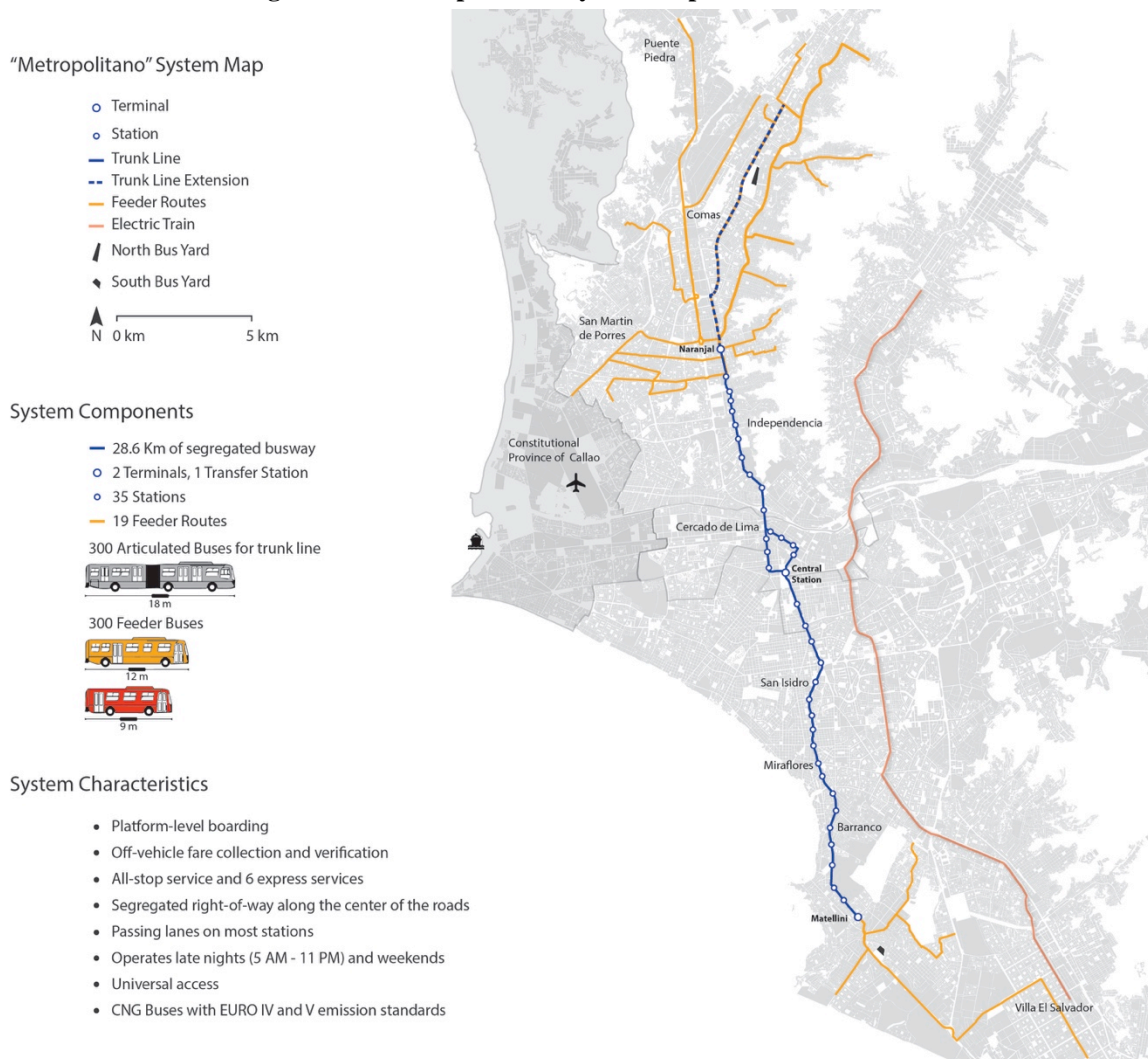 "Metropolitano" System Map
Terminal
Station
Trunk Line
Trunk Line Extension
Feeder Routes
Electric Train
North Bus Yard
South Bus Yard
N 0 km 5 km
System Components
28.6 Km of segregated busway
2 Terminals, 1 Transfer Station
35 Stations
19 Feeder Routes
300 Articulated Buses for trunk line
18 m
300 Feeder Buses
12 m
9 m
System Characteristics
• Platform-level boarding
• Off-vehicle fare collection and verification
• All-stop service and 6 express services
• Segregated right-of-way along the center of the roads
• Passing lanes on most stations
• Operates late nights (5 AM - 11 PM) and weekends
• Universal access
• CNG Buses with EURO IV and V emission standards
Puente
Piedra
Comas
San Martin
de Porres
Naranjal
Independencia
Constitutional
Province of Callao
Cercado de Lima
Central
Station
San Isidro
Miraflores
Barranco
Matellini
Villa El Salvador